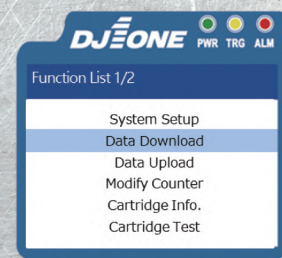 DJEONE
PWR TRG ALM
Function List 1/2
System Setup
Data Download
Data Upload
Modify Counter
Cartridge Info.
Cartridge Test